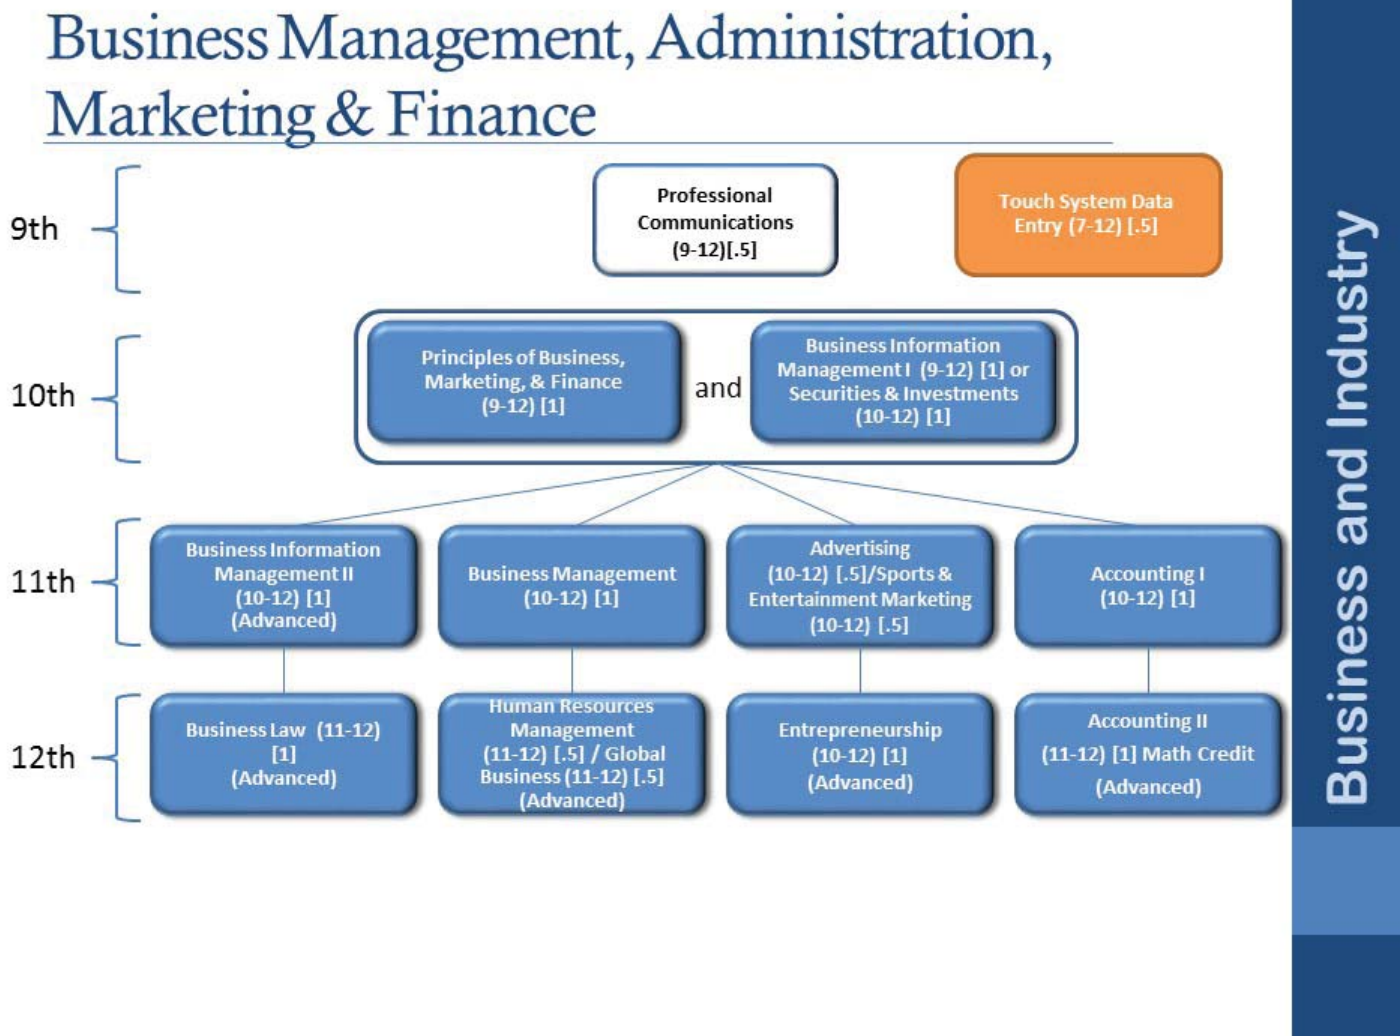 Business Management, Administration,
Marketing & Finance
9th
Professional
Communications
(9-12)[.5]
Touch System Data
Entry (7-12) [.5]
10th
Principles of Business,
Marketing, & Finance
(9-12) [1]
and
Business Information
Management I (9-12) [1] or
Securities & Investments
(10-12) [1]
11th
Business Information
Management II
(10-12) [1]
(Advanced)
Business Management
(10-12) [1]
Advertising
(10-12) [.5]/Sports &
Entertainment Marketing
(10-12) [.5]
Accounting I
(10-12) [1]
12th
Business Law (11-12)
[1]
(Advanced)
Human Resources
Management
(11-12) [.5] / Global
Business (11-12) [.5]
(Advanced)
Entrepreneurship
(10-12) [1]
(Advanced)
Accounting II
(11-12) [1] Math Credit
(Advanced)
Business and Industry